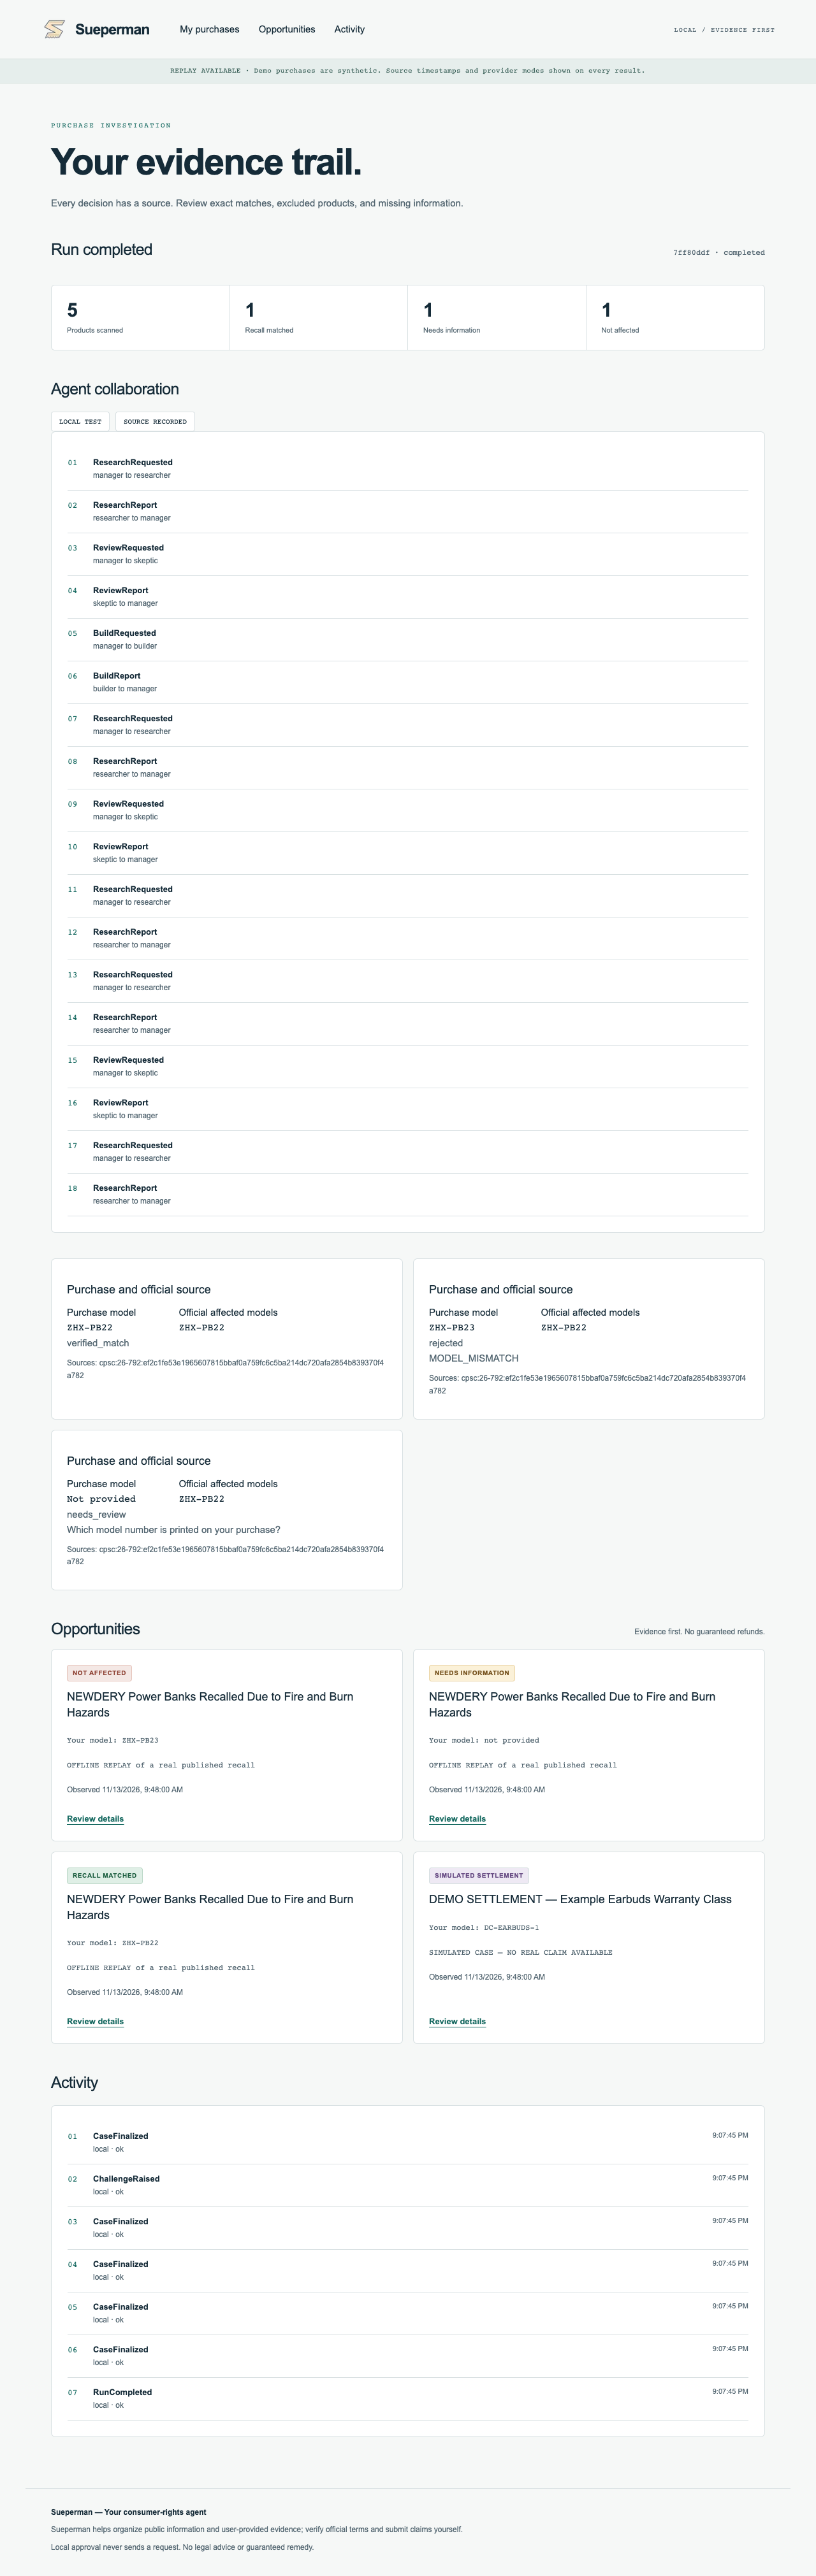 Sueperman
My purchases
Opportunities
Activity
LOCAL / EVIDENCE FIRST
REPLAY AVAILABLE · Demo purchases are synthetic. Source timestamps and provider modes shown on every result.
PURCHASE INVESTIGATION
Your evidence trail.
Every decision has a source. Review exact matches, excluded products, and missing information.
Run completed
7ff80ddf · completed
5
Products scanned
1
Recall matched
1
Needs information
1
Not affected
Agent collaboration
LOCAL TEST
SOURCE RECORDED
01 ResearchRequested
manager to researcher
02 ResearchReport
researcher to manager
03 ReviewRequested
manager to skeptic
04 ReviewReport
skeptic to manager
05 BuildRequested
manager to builder
06 BuildReport
builder to manager
07 ResearchRequested
manager to researcher
08 ResearchReport
researcher to manager
09 ReviewRequested
manager to skeptic
10 ReviewReport
skeptic to manager
11 ResearchRequested
manager to researcher
12 ResearchReport
researcher to manager
13 ResearchRequested
manager to researcher
14 ResearchReport
researcher to manager
15 ReviewRequested
manager to skeptic
16 ReviewReport
skeptic to manager
17 ResearchRequested
manager to researcher
18 ResearchReport
researcher to manager
Purchase and official source
Purchase model Official affected models
ZHX-PB22 ZHX-PB22
verified_match
Sources: cpsc:26-792:ef2c1fe53e1965607815bbaf0a759fc6c5ba214dc720afa2854b839370f4
a782
Purchase and official source
Purchase model Official affected models
ZHX-PB23 ZHX-PB22
rejected
MODEL_MISMATCH
Sources: cpsc:26-792:ef2c1fe53e1965607815bbaf0a759fc6c5ba214dc720afa2854b839370f4
a782
Purchase and official source
Purchase model Official affected models
Not provided ZHX-PB22
needs_review
Which model number is printed on your purchase?
Sources: cpsc:26-792:ef2c1fe53e1965607815bbaf0a759fc6c5ba214dc720afa2854b839370f4
a782
Opportunities
Evidence first. No guaranteed refunds.
NOT AFFECTED
NEWDERY Power Banks Recalled Due to Fire and Burn
Hazards
Your model: ZHX-PB23
OFFLINE REPLAY of a real published recall
Observed 11/13/2026, 9:48:00 AM
Review details
NEEDS INFORMATION
NEWDERY Power Banks Recalled Due to Fire and Burn
Hazards
Your model: not provided
OFFLINE REPLAY of a real published recall
Observed 11/13/2026, 9:48:00 AM
Review details
RECALL MATCHED
NEWDERY Power Banks Recalled Due to Fire and Burn
Hazards
Your model: ZHX-PB22
OFFLINE REPLAY of a real published recall
Observed 11/13/2026, 9:48:00 AM
Review details
SIMULATED SETTLEMENT
DEMO SETTLEMENT — Example Earbuds Warranty Class
Your model: DC-EARBUDS-1
SIMULATED CASE — NO REAL CLAIM AVAILABLE
Observed 11/13/2026, 9:48:00 AM
Review details
Activity
01 CaseFinalized 9:07:45 PM
local · ok
02 ChallengeRaised 9:07:45 PM
local · ok
03 CaseFinalized 9:07:45 PM
local · ok
04 CaseFinalized 9:07:45 PM
local · ok
05 CaseFinalized 9:07:45 PM
local · ok
06 CaseFinalized 9:07:45 PM
local · ok
07 RunCompleted 9:07:45 PM
local · ok
Sueperman — Your consumer-rights agent
Sueperman helps organize public information and user-provided evidence; verify official terms and submit claims yourself.
Local approval never sends a request. No legal advice or guaranteed remedy.